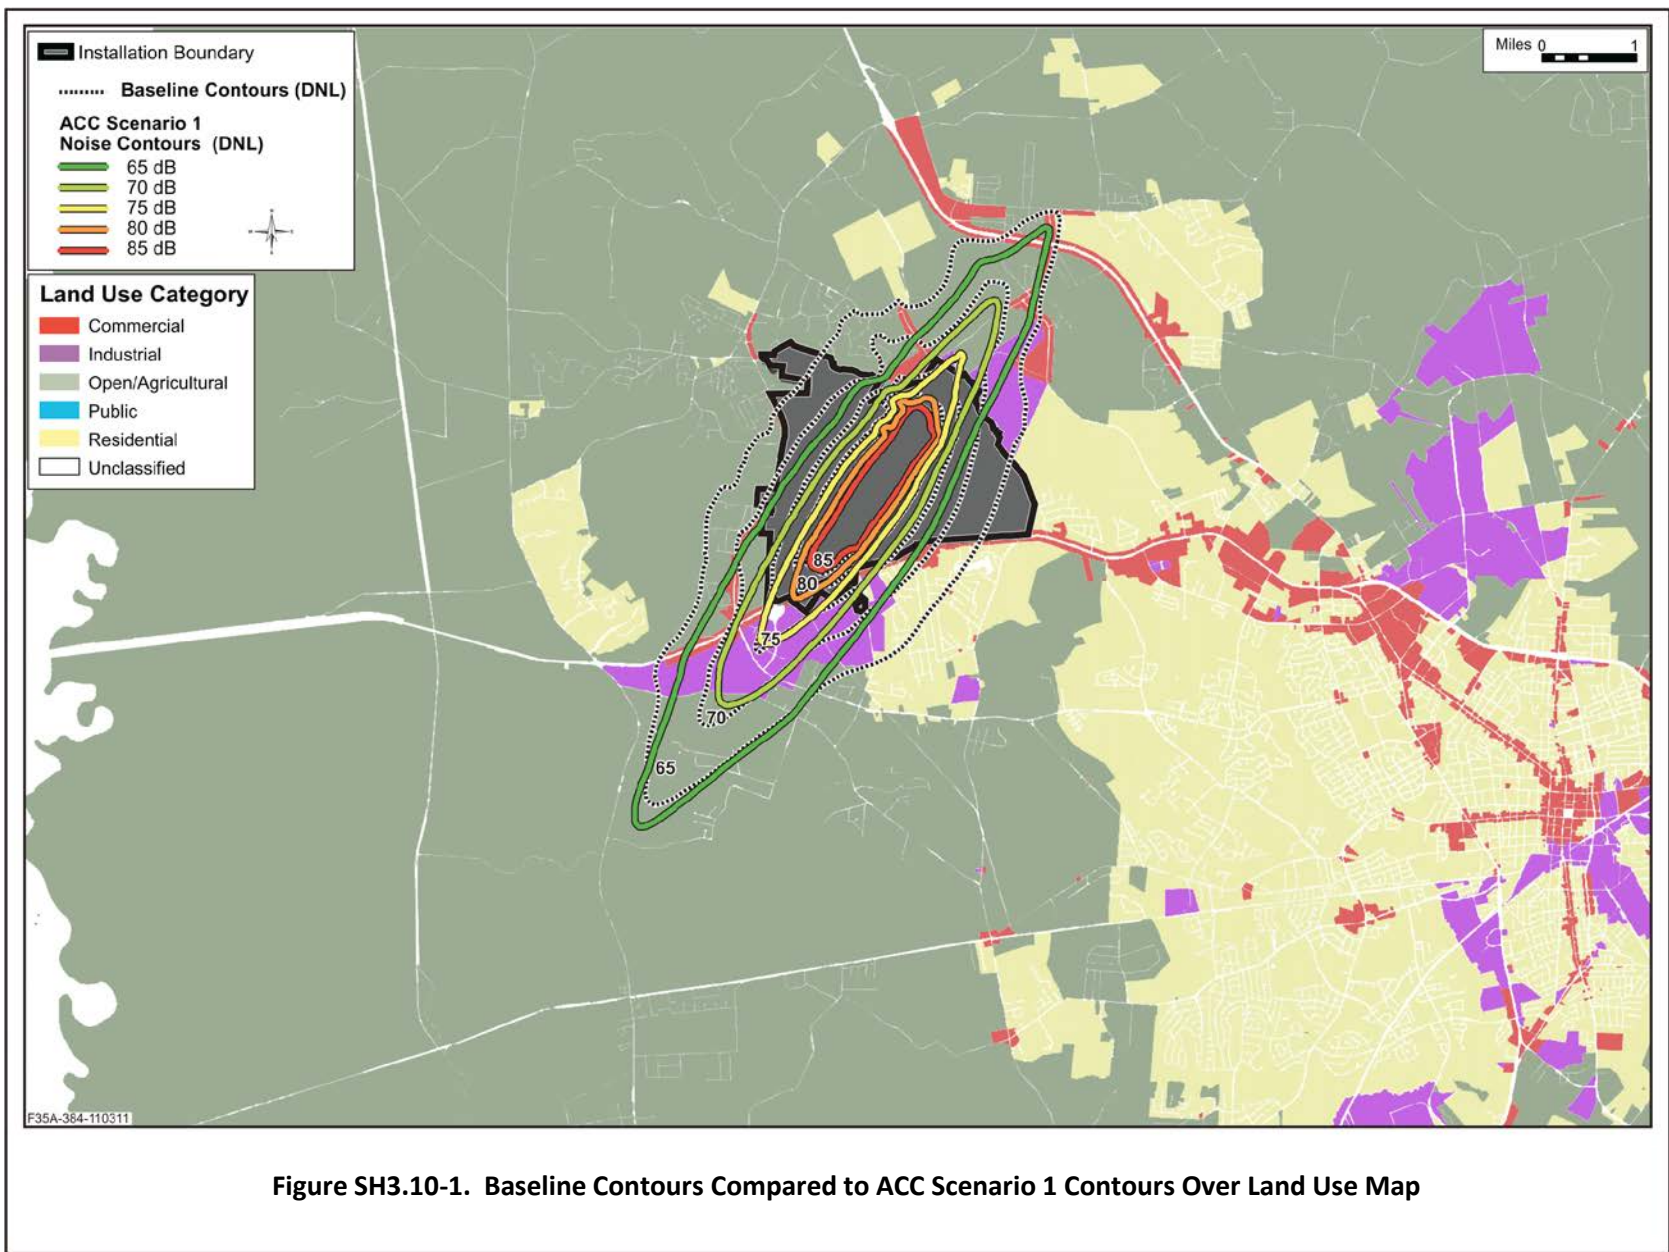 Installation Boundary
Baseline Contours (DNL)
ACC Scenario 1
Noise Contours (DNL)
65 dB
70 dB
75 dB
80 dB
85 dB
Land Use Category
Commercial
Industrial
Open/Agricultural
Public
Residential
Unclassified
Miles 0 1
85
80
75
70
65
F35A-384-110311
Figure SH3.10-1. Baseline Contours Compared to ACC Scenario 1 Contours Over Land Use Map